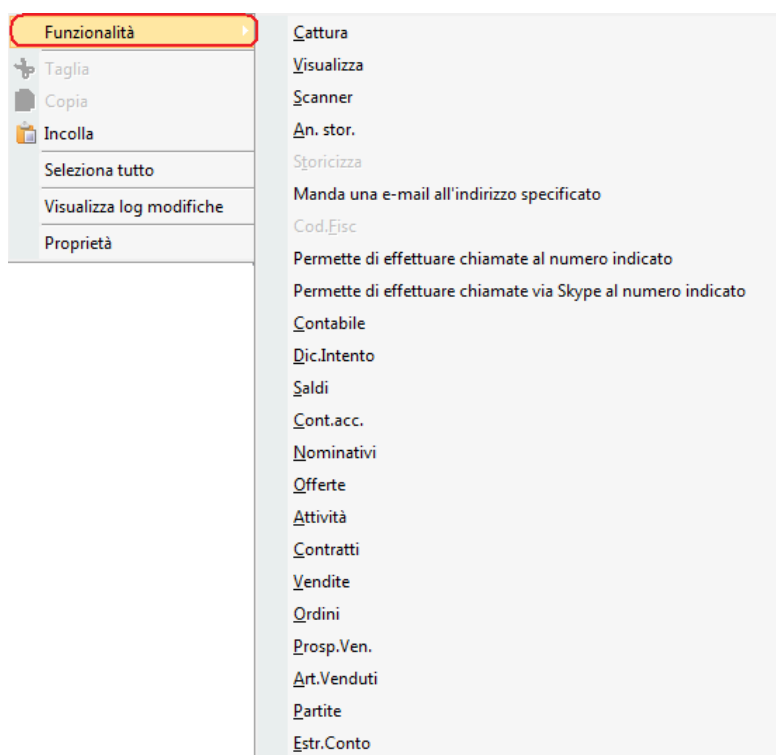 Funzionalità
Taglia
Copia
Incolla
Seleziona tutto
Visualizza log modifiche
Proprietà
Cattura
Visualizza
Scanner
An. stor.
Storicizza
Manda una e-mail all'indirizzo specificato
Cod.Fisc
Permette di effettuare chiamate al numero indicato
Permette di effettuare chiamate via Skype al numero indicato
Contabile
Dic.Intento
Saldi
Cont.acc.
Nominativi
Offerte
Attività
Contratti
Vendite
Ordini
Prosp.Ven.
Art.Venduti
Partite
Estr.Conto